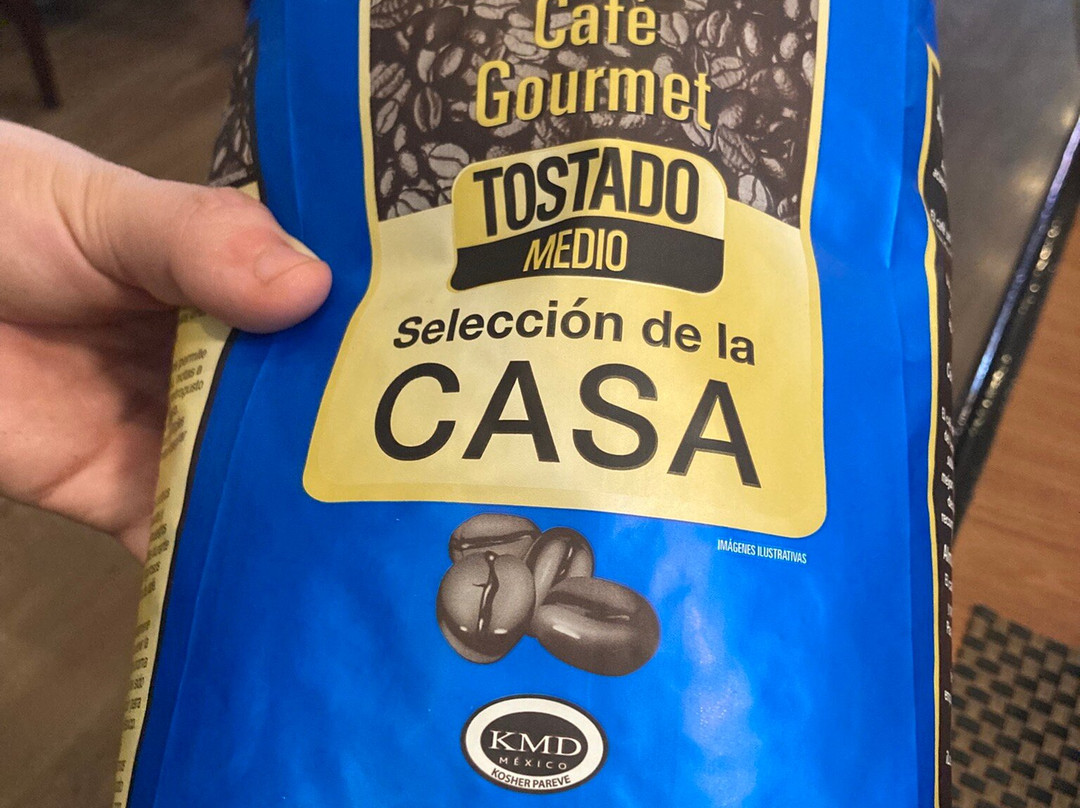 Café
Gourmet
TOSTADO
MEDIO
Selección de la
CASA
IMÁGENES ILUSTRATIVAS
KMD
MÉXICO
KOSHER PAREVE